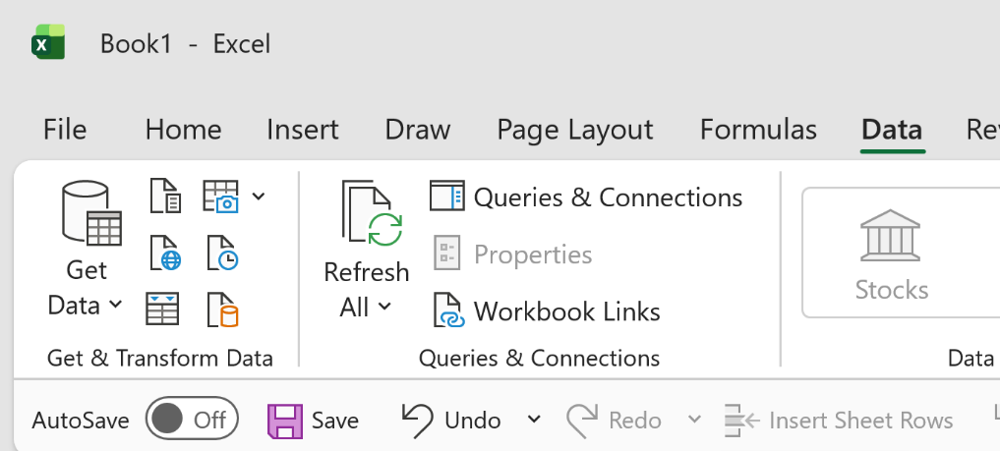 Book1 - Excel
File Home Insert Draw Page Layout Formulas Data
Get Data
Refresh All
Queries & Connections
Properties
Workbook Links
Stocks
Get & Transform Data
Queries & Connections
Data
AutoSave Off Save Undo Redo Insert Sheet Rows